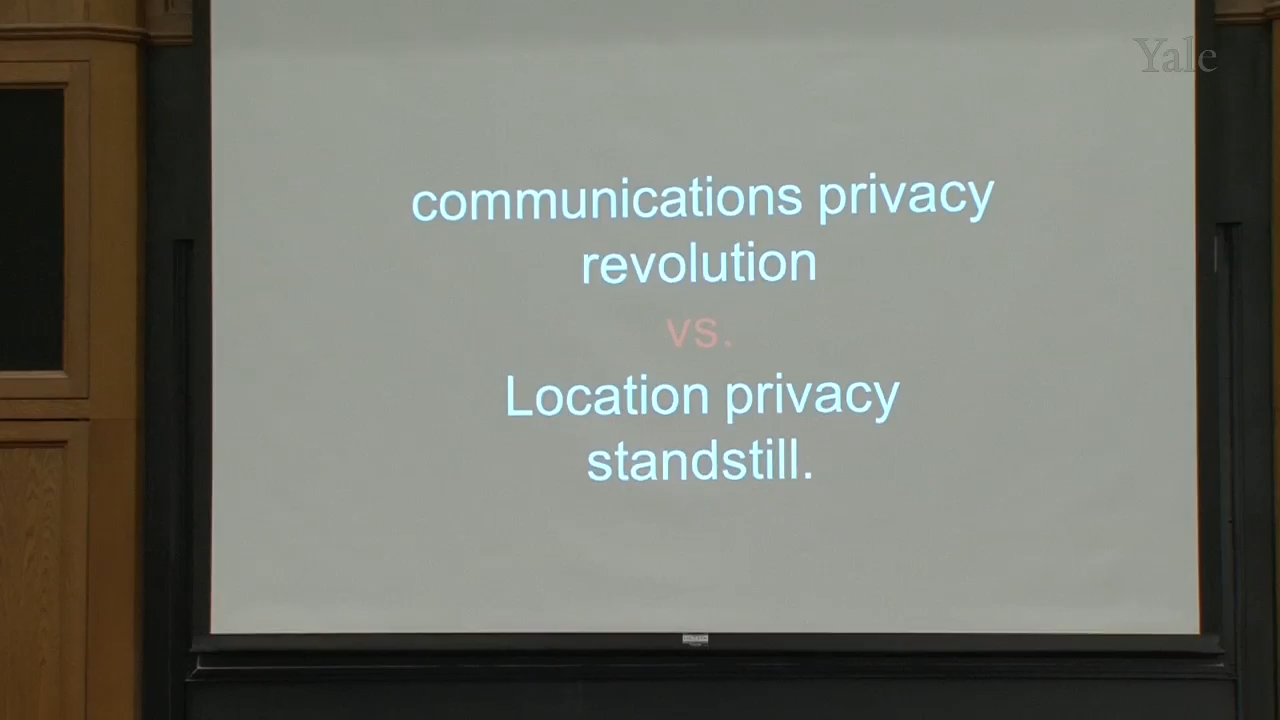 Yale
communications privacy
revolution
vs.
Location privacy
standstill.